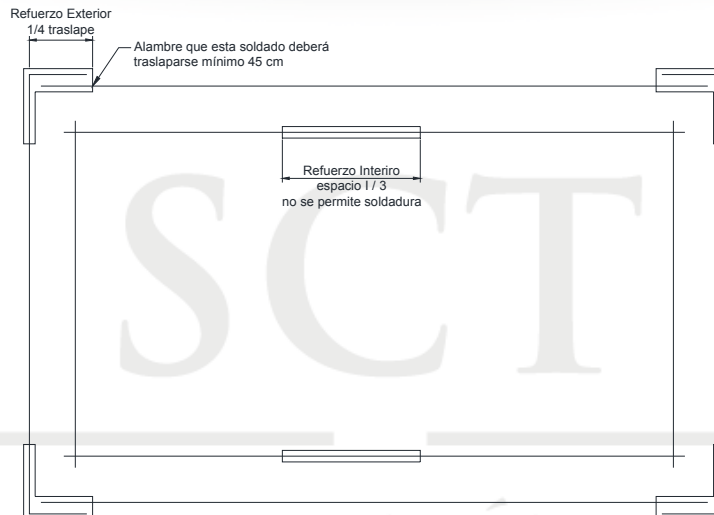 Refuerzo Exterior
1/4 traslape
Alambre que esta soldado deberá
traslaparse mínimo 45 cm
Refuerzo Interiro
espacio l / 3
no se permite soldadura
SCT